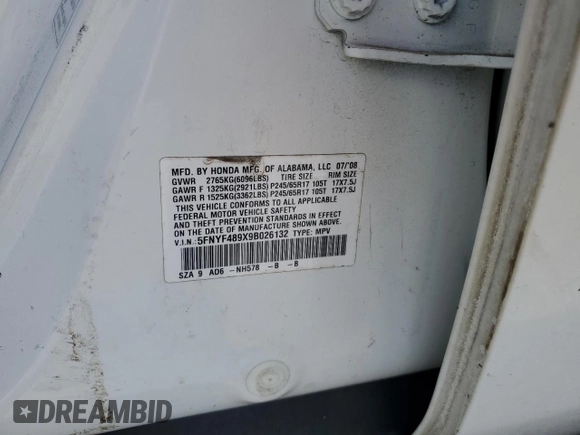 MFD. BY HONDA MFG. OF ALABAMA, LLC 07/'08
GVWR 2765KG(6096LBS) TIRE SIZE RIM SIZE
GAWR F 1325KG(2921LBS) P245/65R17 105T 17X7.5J
GAWR R 1525KG(3362LBS) P245/65R17 105T 17X7.5J
THIS VEHICLE CONFORMS TO ALL APPLICABLE
FEDERAL MOTOR VEHICLE SAFETY
AND THEFT PREVENTION STANDARDS IN EFFECT
ON THE DATE OF MANUFACTURE SHOWN ABOVE.
V.I.N.:5FNYF489X9B026132 TYPE: MPV
SZA 9 AD6 -NH578 -B -B
DREAMBID